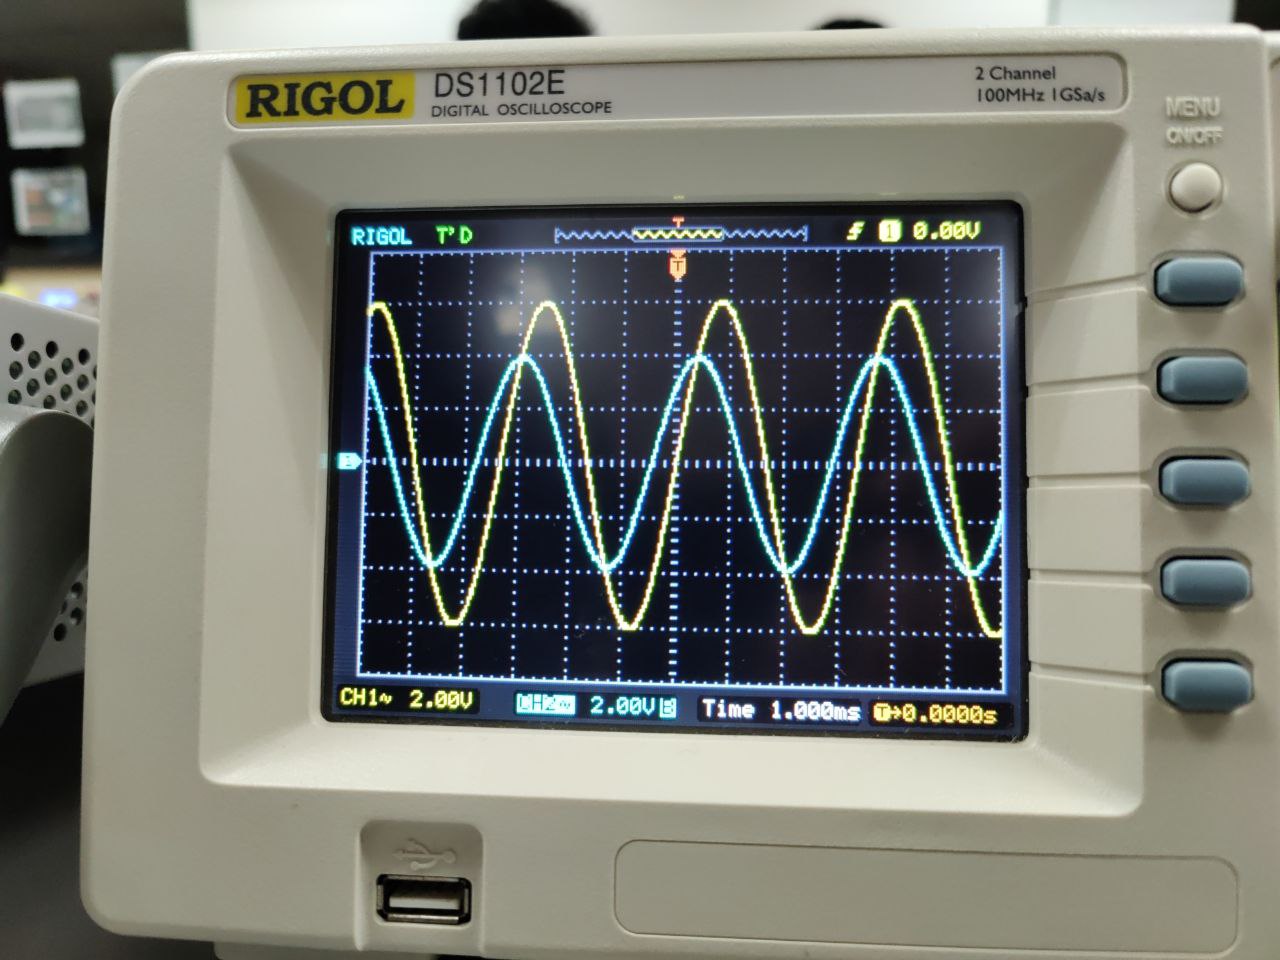 RIGOL DS1102E
DIGITAL OSCILLOSCOPE
2 Channel
100MHz 1GSa/s
MENU
ON/OFF
RIGOL T'D T 1 0.00V
T
CH1~ 2.00V CH2 2.00V B Time 1.000ms T→0.0000s